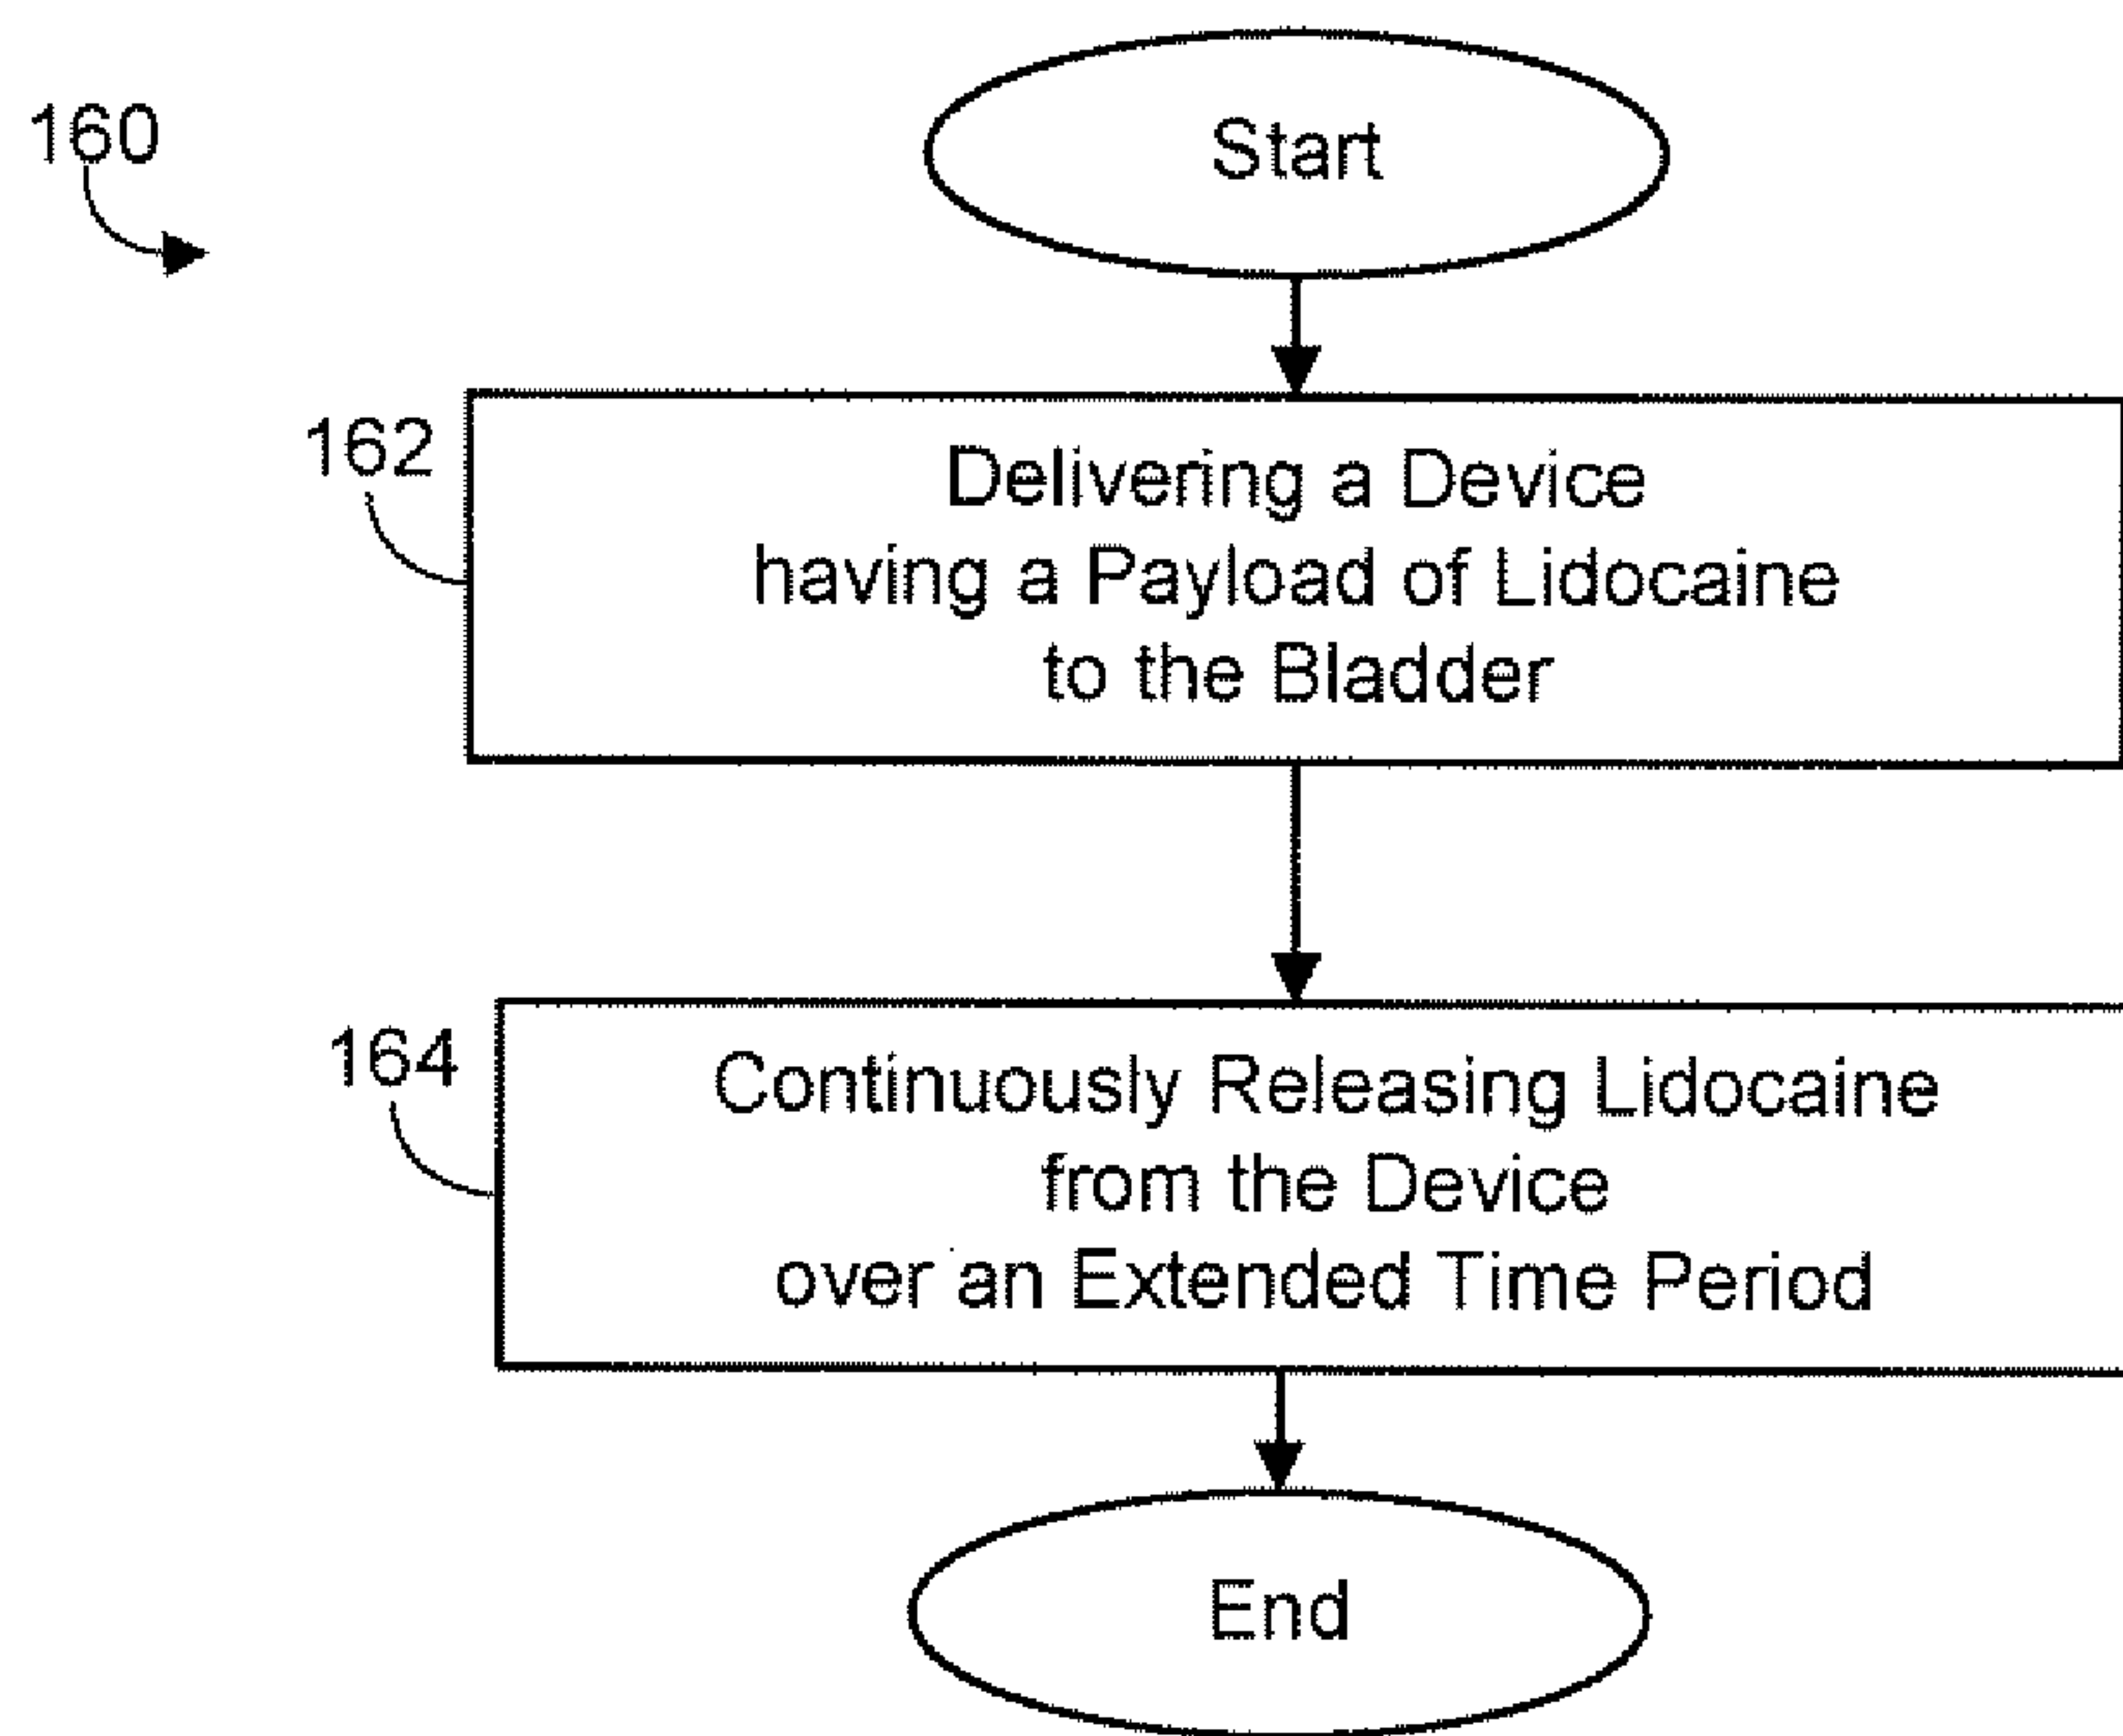 160
Start
162
Delivering a Device
having a Payload of Lidocaine
to the Bladder
164
Continuously Releasing Lidocaine
from the Device
over an Extended Time Period
End